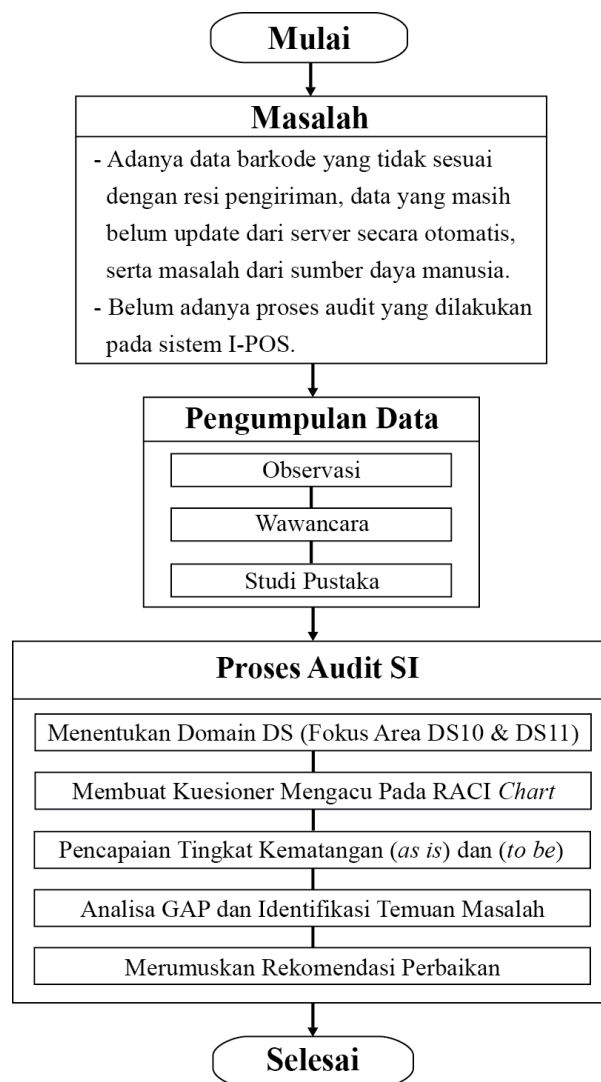 Mulai
Masalah
- Adanya data barkode yang tidak sesuai
dengan resi pengiriman, data yang masih
belum update dari server secara otomatis,
serta masalah dari sumber daya manusia.
- Belum adanya proses audit yang dilakukan
pada sistem I-POS.
Pengumpulan Data
Observasi
Wawancara
Studi Pustaka
Proses Audit SI
Menentukan Domain DS (Fokus Area DS10 & DS11)
Membuat Kuesioner Mengacu Pada RACI Chart
Pencapaian Tingkat Kematangan (as is) dan (to be)
Analisa GAP dan Identifikasi Temuan Masalah
Merumuskan Rekomendasi Perbaikan
Selesai